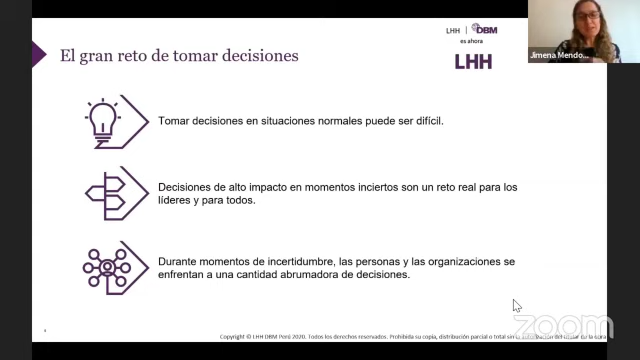 LHH | DBM
es ahora
LHH
Jimena Mendo...
El gran reto de tomar decisiones
Tomar decisiones en situaciones normales puede ser difícil.
Decisiones de alto impacto en momentos inciertos son un reto real para los
líderes y para todos.
Durante momentos de incertidumbre, las personas y las organizaciones se
enfrentan a una cantidad abrumadora de decisiones.
Copyright © LHH DBM Perú 2020. Todos los derechos reservados. Prohibida su copia, distribución parcial o total sin la
zoom